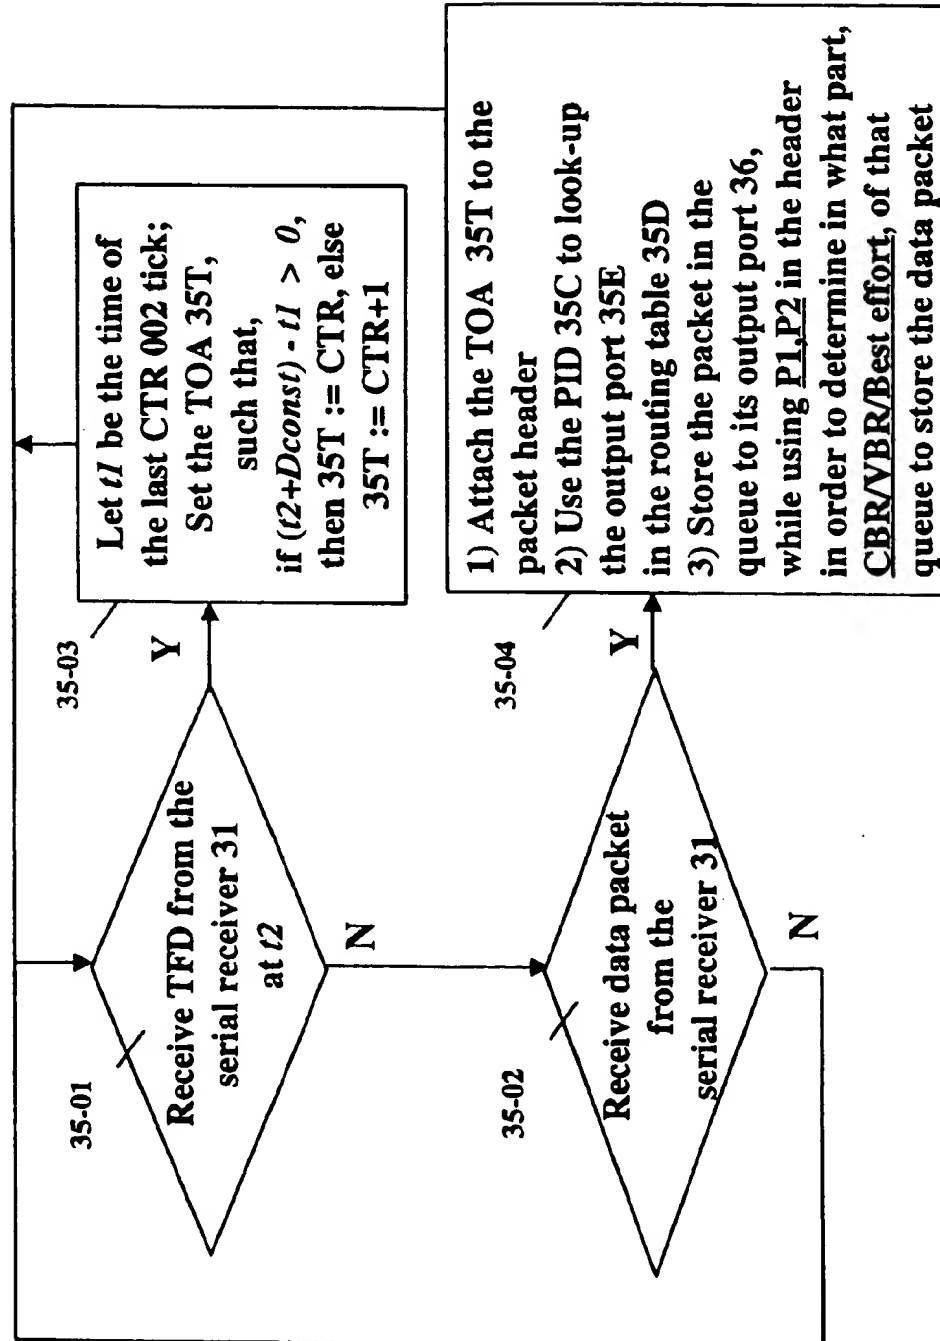 35-01
Receive TFD from the
serial receiver 31
at t2
Y
N
35-03
Let t1 be the time of
the last CTR 002 tick;
Set the TOA 35T,
such that,
if ((t2+Dconst) - t1 > 0,
then 35T := CTR, else
35T := CTR+1
35-02
Receive data packet
from the
serial receiver 31
Y
N
35-04
1) Attach the TOA 35T to the
packet header
2) Use the PID 35C to look-up
the output port 35E
in the routing table 35D
3) Store the packet in the
queue to its output port 36,
while using P1,P2 in the header
in order to determine in what part,
CBR/VBR/Best effort, of that
queue to store the data packet